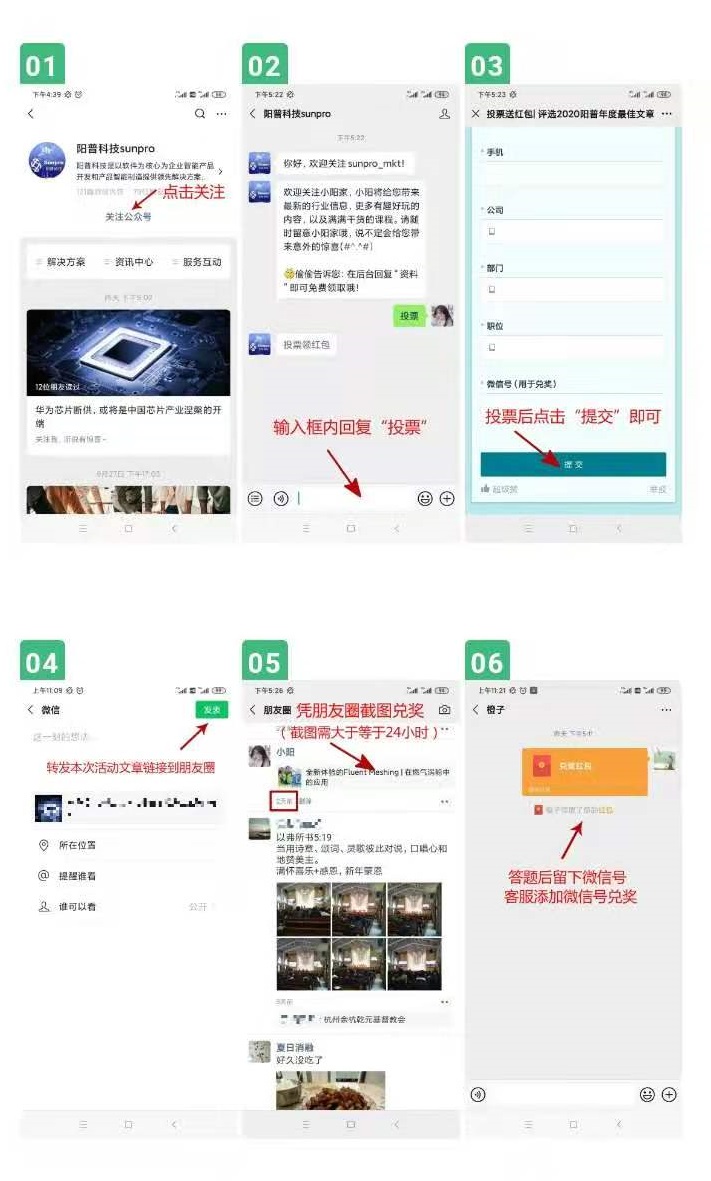 01
下午4:39
阳普科技sunpro
阳普科技是以软件为核心为企业智能产品
开发和产品智能制造提供领先解决方案...
点击关注
关注公众号
解决方案
资讯中心
服务互动
昨天 下午5:00
12位朋友读过
华为芯片断供，或将是中国芯片产业涅槃的开
端
8月27日 下午17:03
02
下午5:22
阳普科技sunpro
下午5:22
你好，欢迎关注 sunpro_mkt!
欢迎关注小阳家，小阳将给您带来
最新的行业信息，更多有趣好玩的
内容，以及满满干货的课程。请随
时留意小阳家哦，说不定会给您带
来意外的惊喜(#^.^#)
偷偷告诉您: 在后台回复“资料
”即可免费领取哦!
投票
投票领红包
输入框内回复“投票”
03
下午5:23
投票送红包| 评选2020阳普年度最佳文章 ···
* 手机
* 公司
* 部门
* 职位
* 微信号 (用于兑奖)
投票后点击“提交”即可
提 交
超级赞
举报
04
上午11:09
微信
发表
这一刻的想法...
转发本次活动文章链接到朋友圈
所在位置
@ 提醒谁看
谁可以看
公开
05
下午5:26
朋友圈
凭朋友圈截图兑奖
（截图需大于等于24小时）
小阳
全新体验的Fluent Meshing | 在燃气涡轮中
的应用
2天前
删除
以弗所书5:19
当用诗章、颂词、灵歌彼此对说，口唱心和
地赞美主。
满怀喜乐+感恩，新年蒙恩
: 杭州余杭乾元基督教会
夏日消融
好久没吃了
06
上午11:21
橙子
兑奖红包
答题后留下微信号
客服添加微信号兑奖